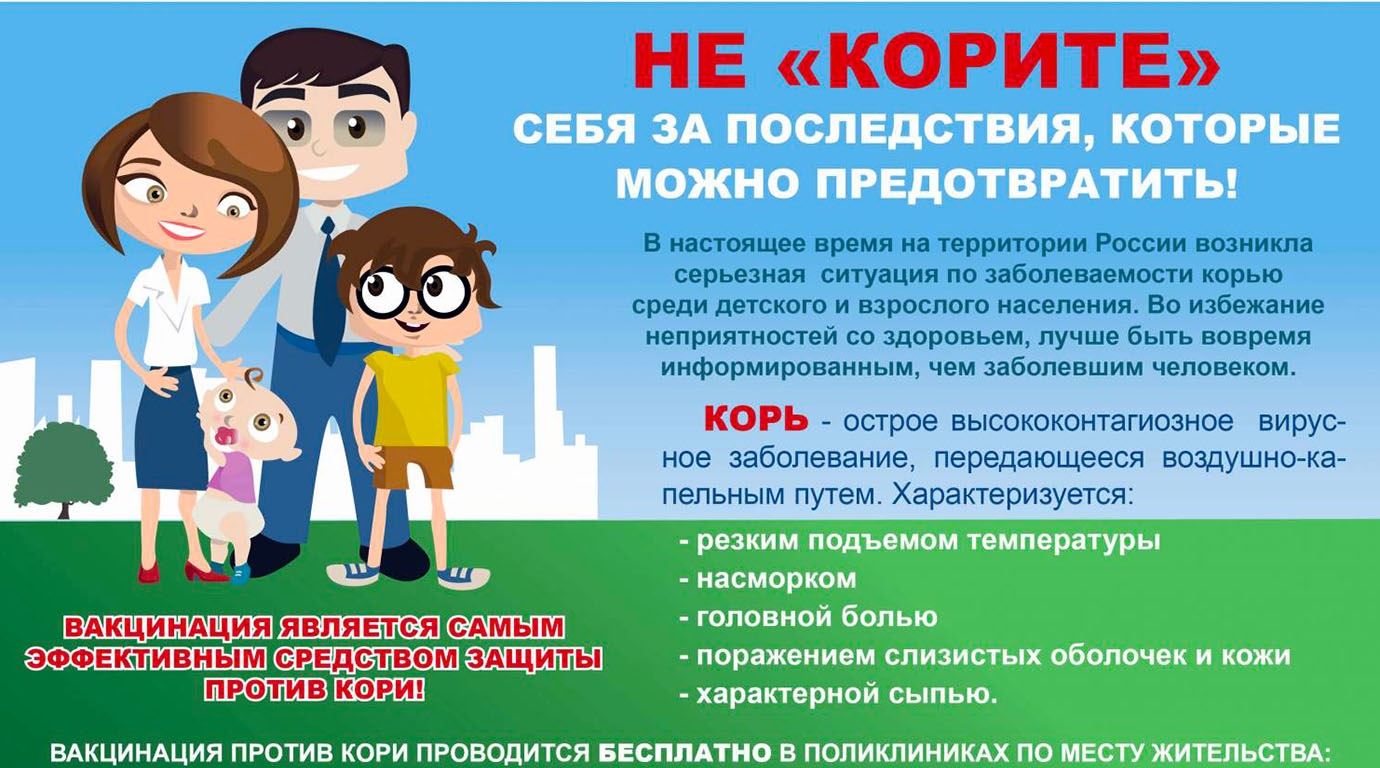 НЕ «КОРИТЕ»
СЕБЯ ЗА ПОСЛЕДСТВИЯ, КОТОРЫЕ
МОЖНО ПРЕДОТВРАТИТЬ!
В настоящее время на территории России возникла
серьезная ситуация по заболеваемости корью
среди детского и взрослого населения. Во избежание
неприятностей со здоровьем, лучше быть вовремя
информированным, чем заболевшим человеком.
КОРЬ - острое высококонтагиозное вирус-
ное заболевание, передающееся воздушно-ка-
пельным путем. Характеризуется:
- резким подъемом температуры
- насморком
- головной болью
- поражением слизистых оболочек и кожи
- характерной сыпью.
ВАКЦИНАЦИЯ ЯВЛЯЕТСЯ САМЫМ
ЭФФЕКТИВНЫМ СРЕДСТВОМ ЗАЩИТЫ
ПРОТИВ КОРИ!
ВАКЦИНАЦИЯ ПРОТИВ КОРИ ПРОВОДИТСЯ БЕСПЛАТНО В ПОЛИКЛИНИКАХ ПО МЕСТУ ЖИТЕЛЬСТВА: